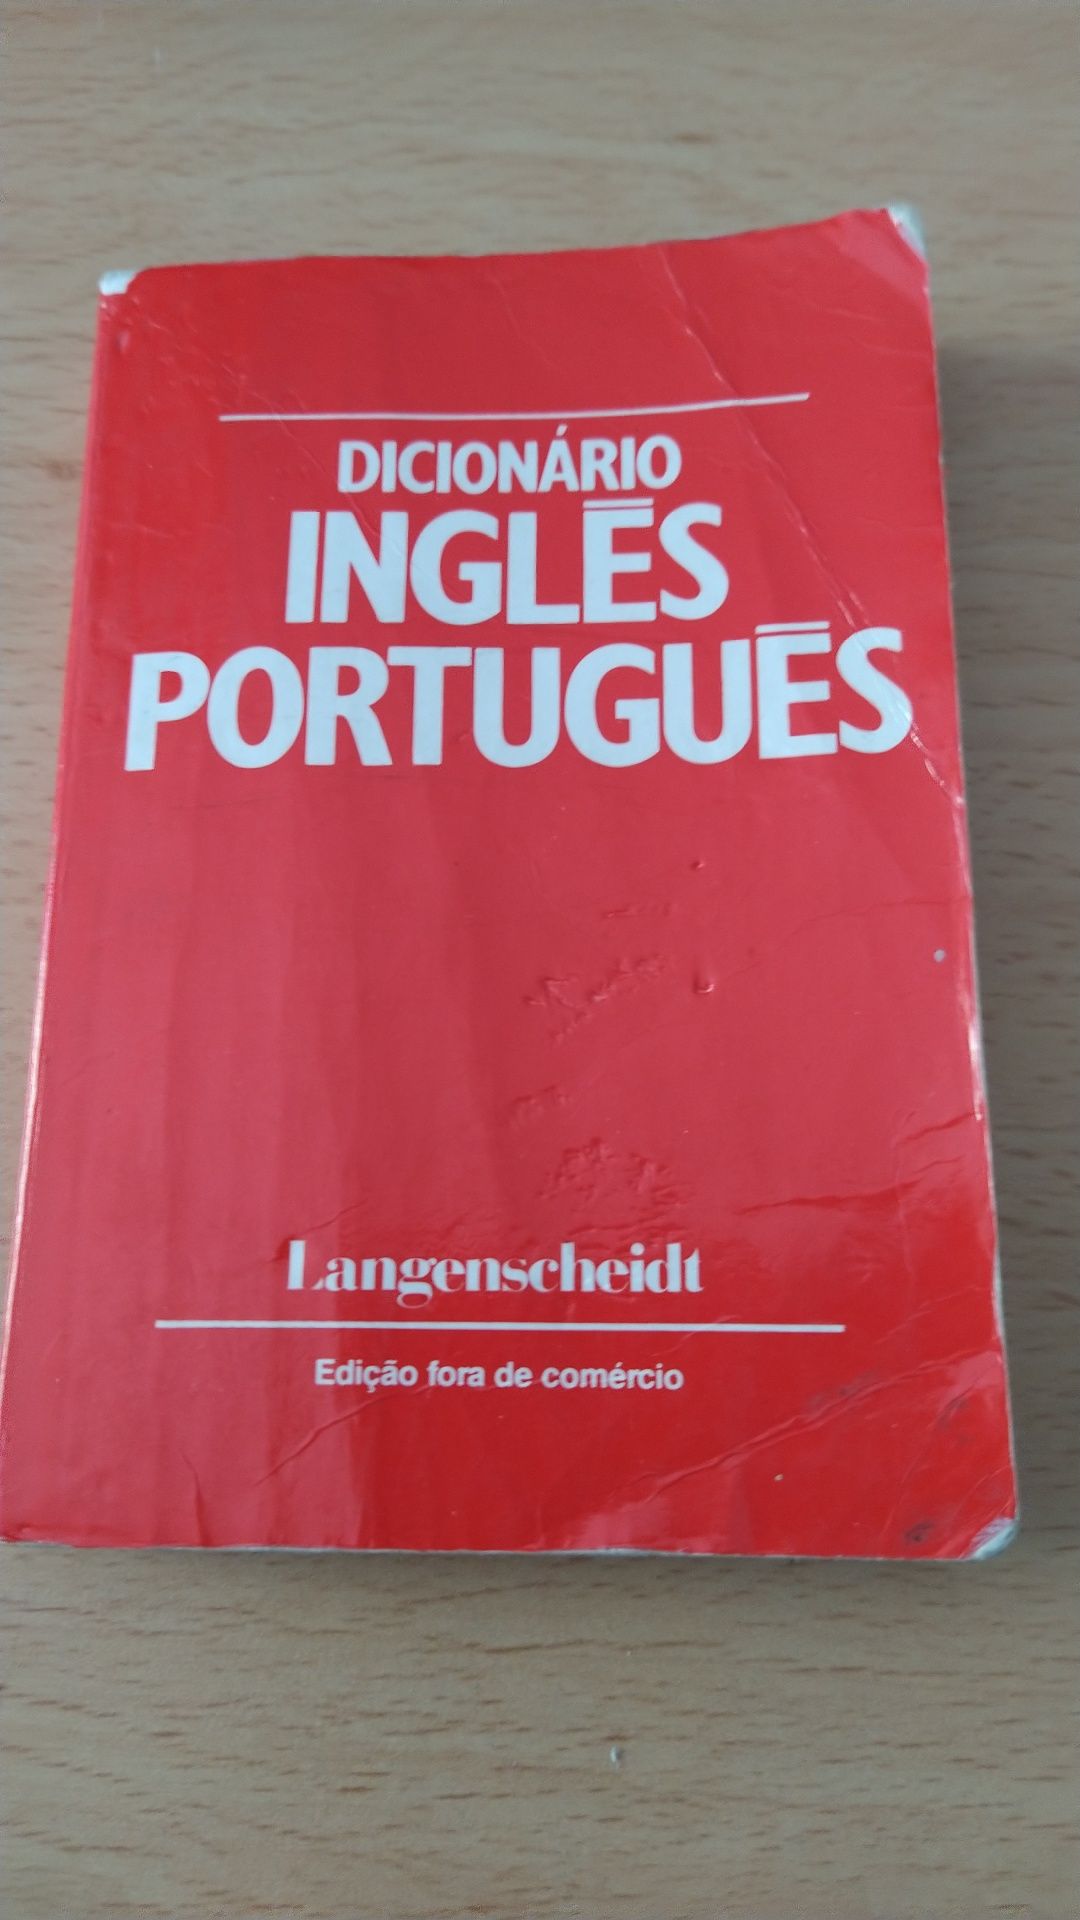 DICIONÁRIO
INGLÊS
PORTUGUÊS
Langenscheidt
Edição fora de comércio